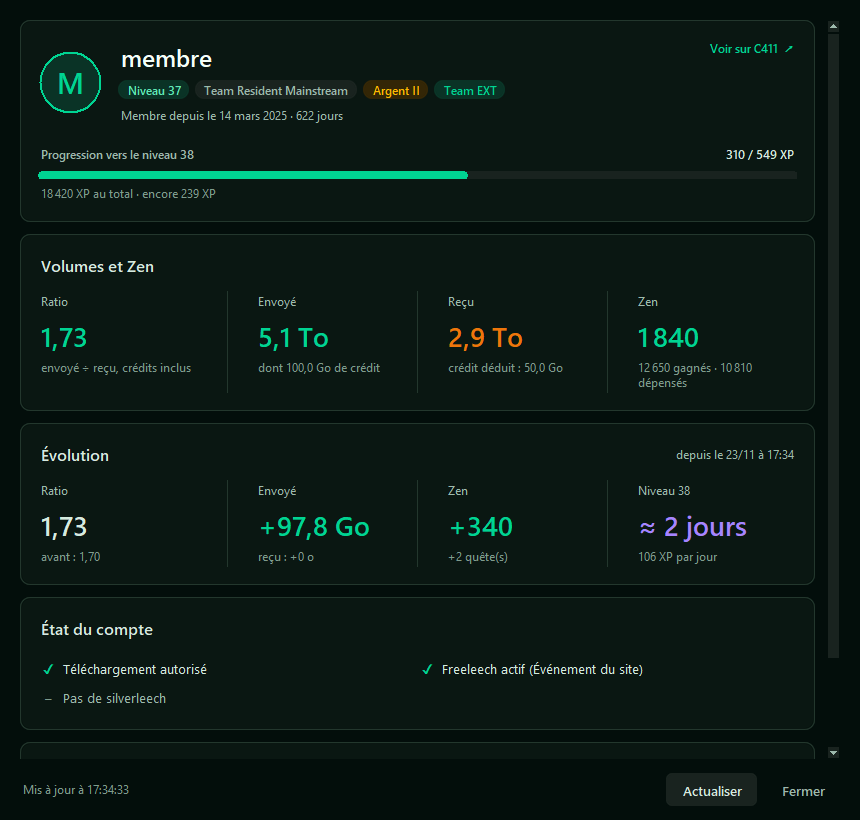 Voir sur C411 ↗
M
membre
Niveau 37 Team Resident Mainstream Argent II Team EXT
Membre depuis le 14 mars 2025 · 622 jours
Progression vers le niveau 38 310 / 549 XP
18 420 XP au total · encore 239 XP
Volumes et Zen
Ratio Envoyé Reçu Zen
1,73 5,1 To 2,9 To 1 840
envoyé ÷ reçu, crédits inclus dont 100,0 Go de crédit crédit déduit : 50,0 Go 12 650 gagnés · 10 810
dépensés
Évolution depuis le 23/11 à 17:34
Ratio Envoyé Zen Niveau 38
1,73 +97,8 Go +340 ≈ 2 jours
avant : 1,70 reçu : +0 o +2 quête(s) 106 XP par jour
État du compte
✓ Téléchargement autorisé ✓ Freeleech actif (Événement du site)
– Pas de silverleech
Mis à jour à 17:34:33 Actualiser Fermer